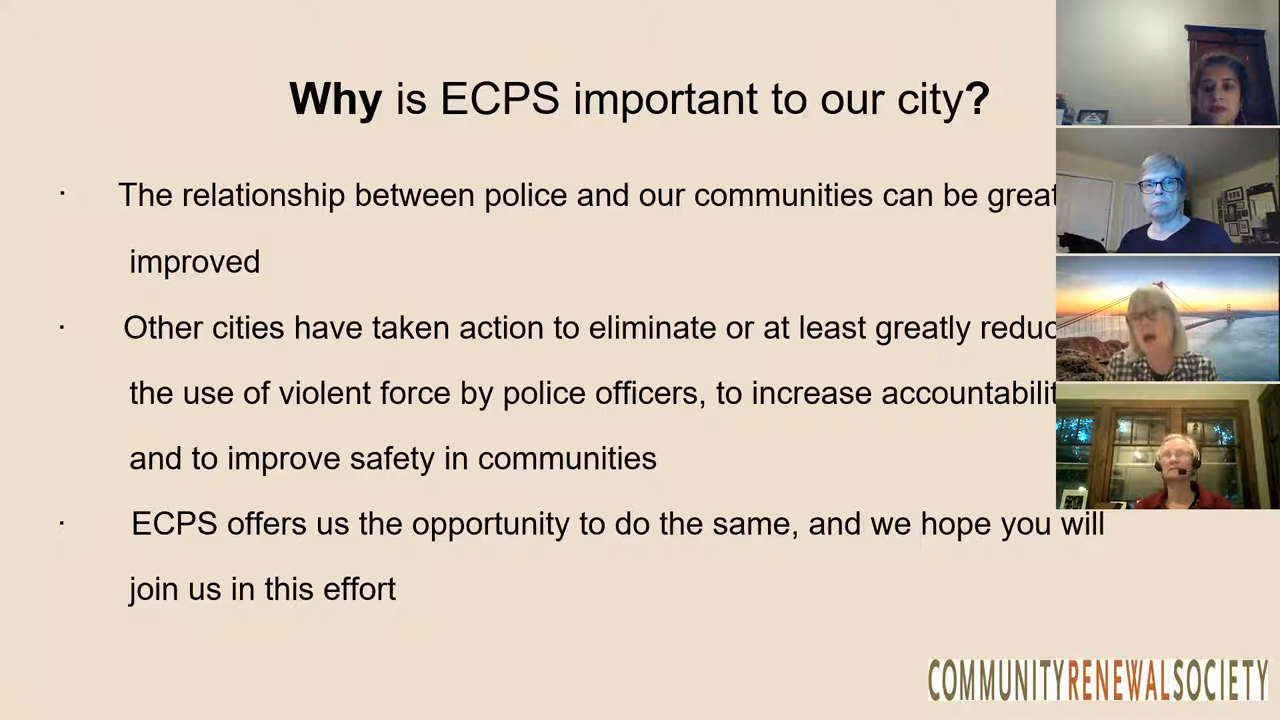 Why is ECPS important to our city?
· The relationship between police and our communities can be great
improved
· Other cities have taken action to eliminate or at least greatly reduc
the use of violent force by police officers, to increase accountabilit
and to improve safety in communities
· ECPS offers us the opportunity to do the same, and we hope you will
join us in this effort
COMMUNITYRENEWALSOCIETY